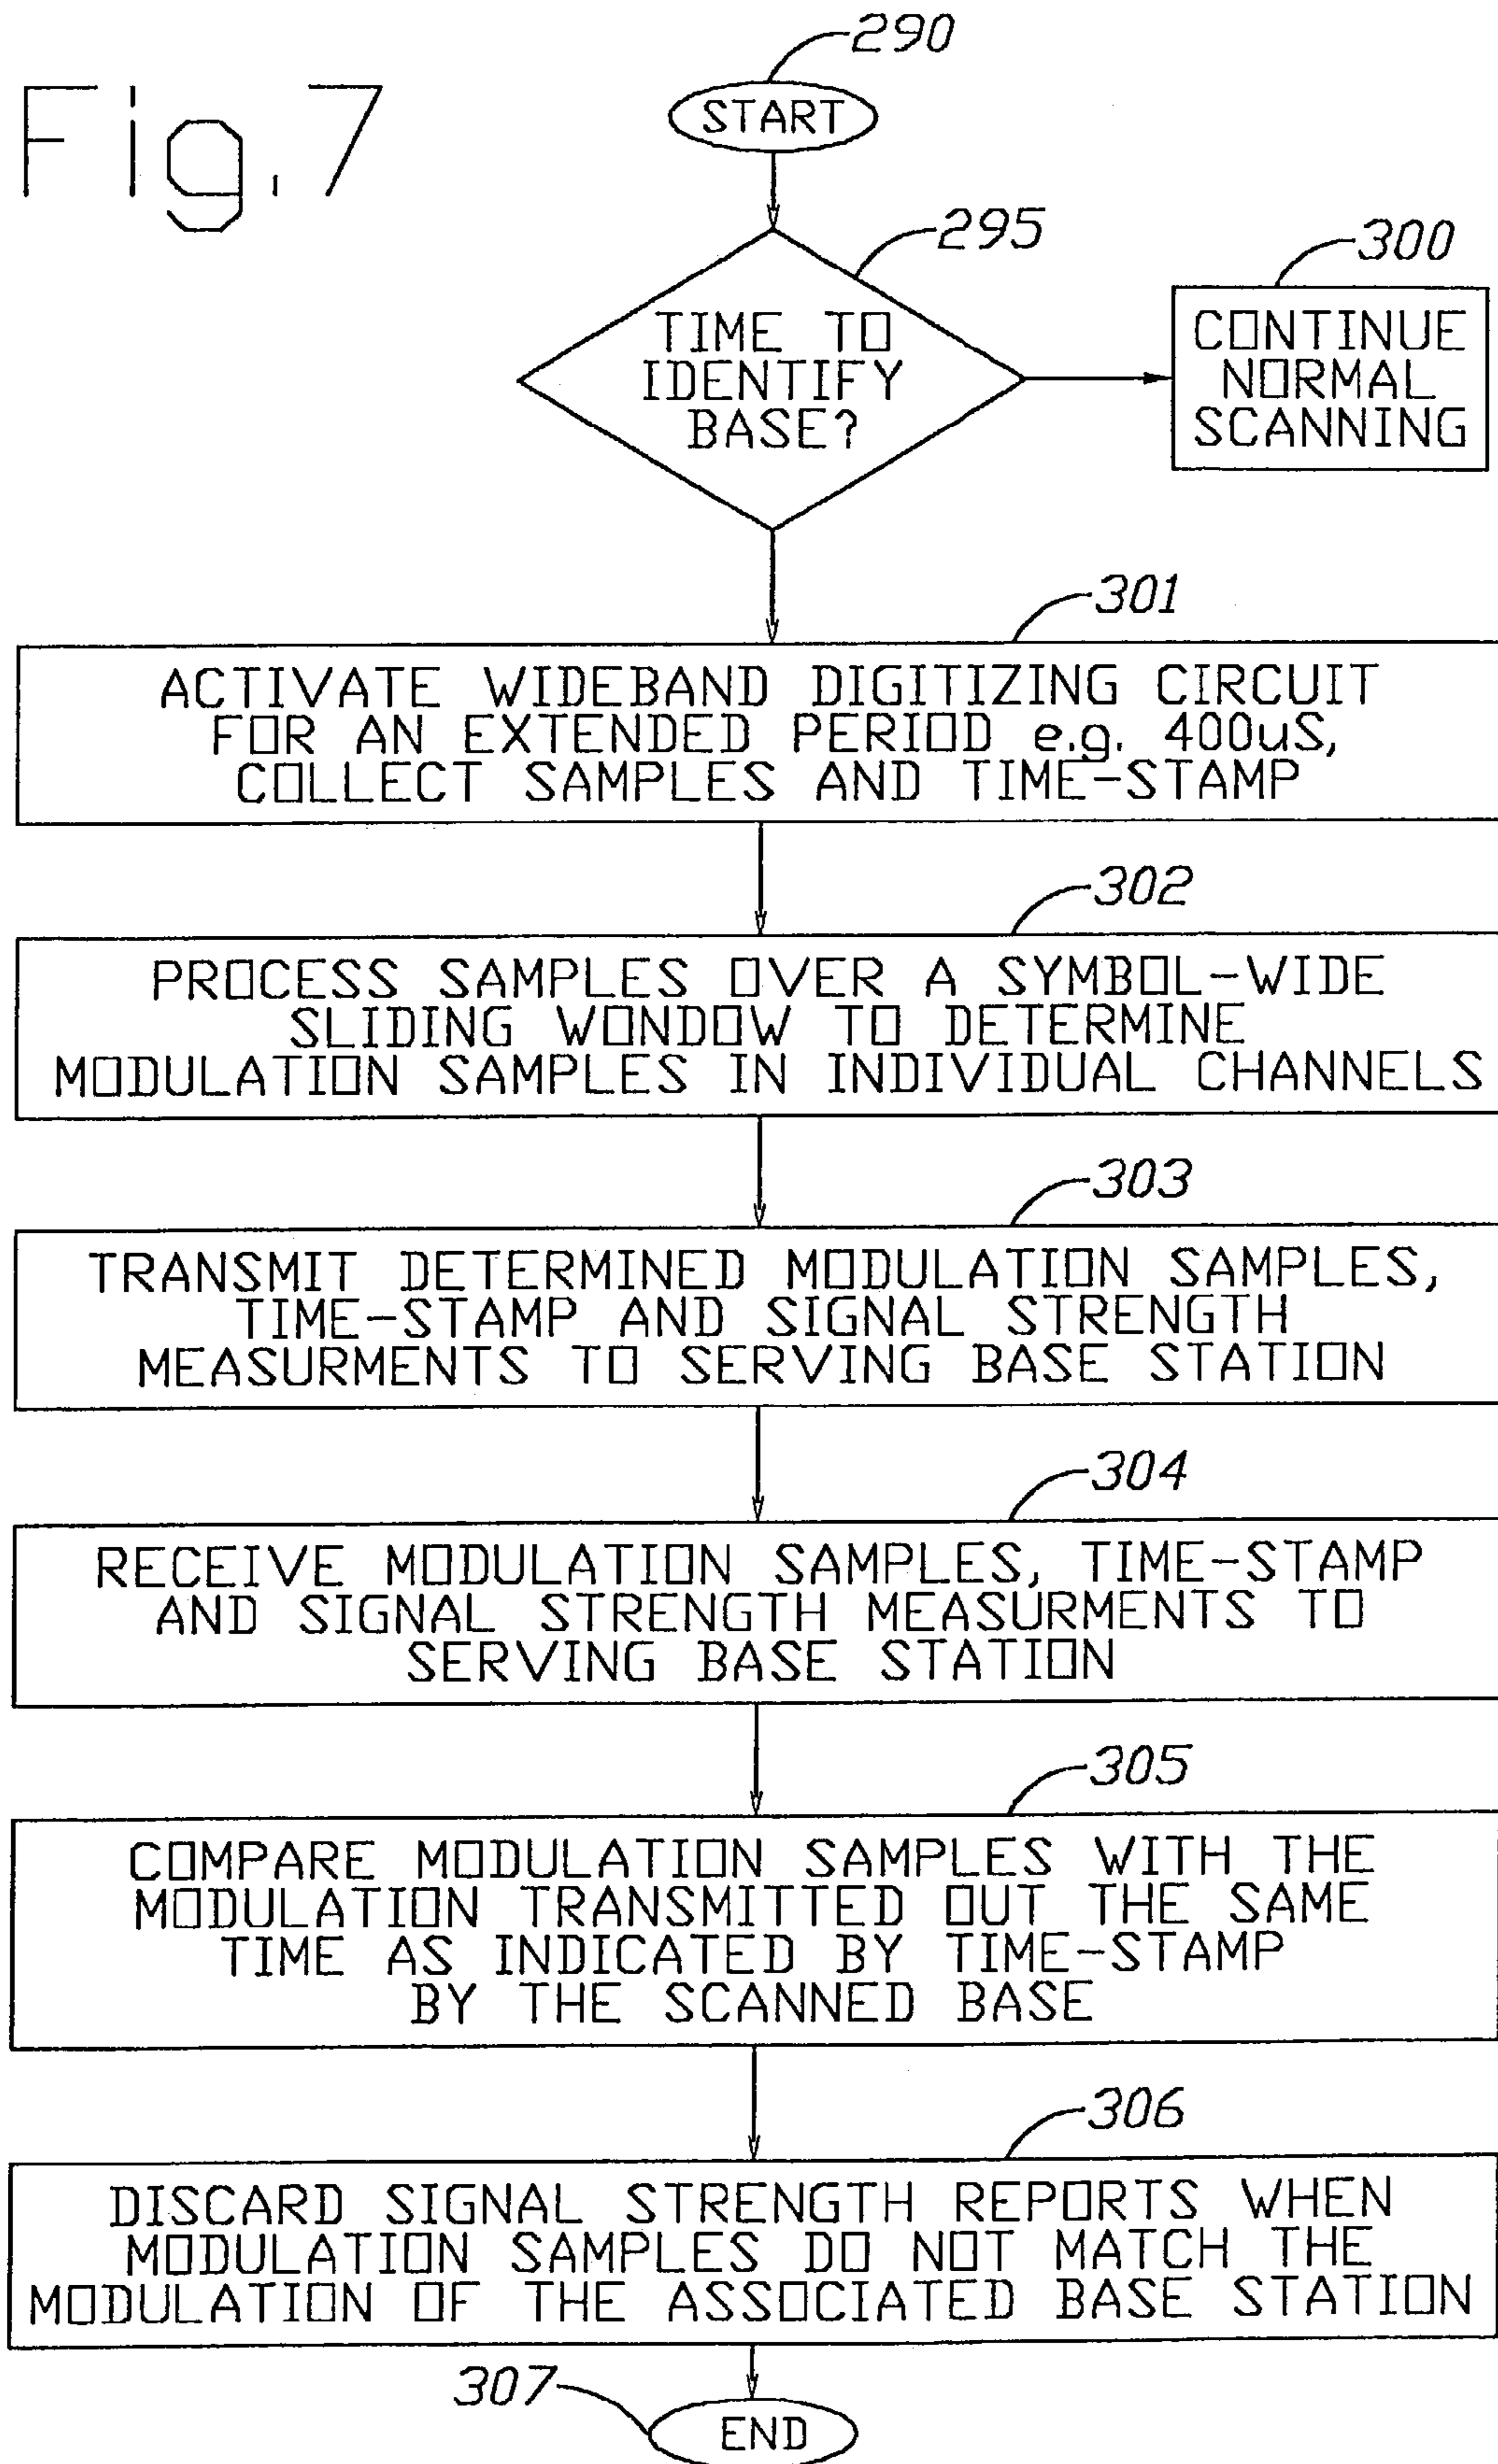 Fig.7
290
START
295
TIME TO
IDENTIFY
BASE?
300
CONTINUE
NORMAL
SCANNING
301
ACTIVATE WIDEBAND DIGITIZING CIRCUIT
FOR AN EXTENDED PERIOD e.g. 400uS,
COLLECT SAMPLES AND TIME-STAMP
302
PROCESS SAMPLES OVER A SYMBOL-WIDE
SLIDING WONDOW TO DETERMINE
MODULATION SAMPLES IN INDIVIDUAL CHANNELS
303
TRANSMIT DETERMINED MODULATION SAMPLES,
TIME-STAMP AND SIGNAL STRENGTH
MEASURMENTS TO SERVING BASE STATION
304
RECEIVE MODULATION SAMPLES, TIME-STAMP
AND SIGNAL STRENGTH MEASURMENTS TO
SERVING BASE STATION
305
COMPARE MODULATION SAMPLES WITH THE
MODULATION TRANSMITTED OUT THE SAME
TIME AS INDICATED BY TIME-STAMP
BY THE SCANNED BASE
306
DISCARD SIGNAL STRENGTH REPORTS WHEN
MODULATION SAMPLES DO NOT MATCH THE
MODULATION OF THE ASSOCIATED BASE STATION
307
END